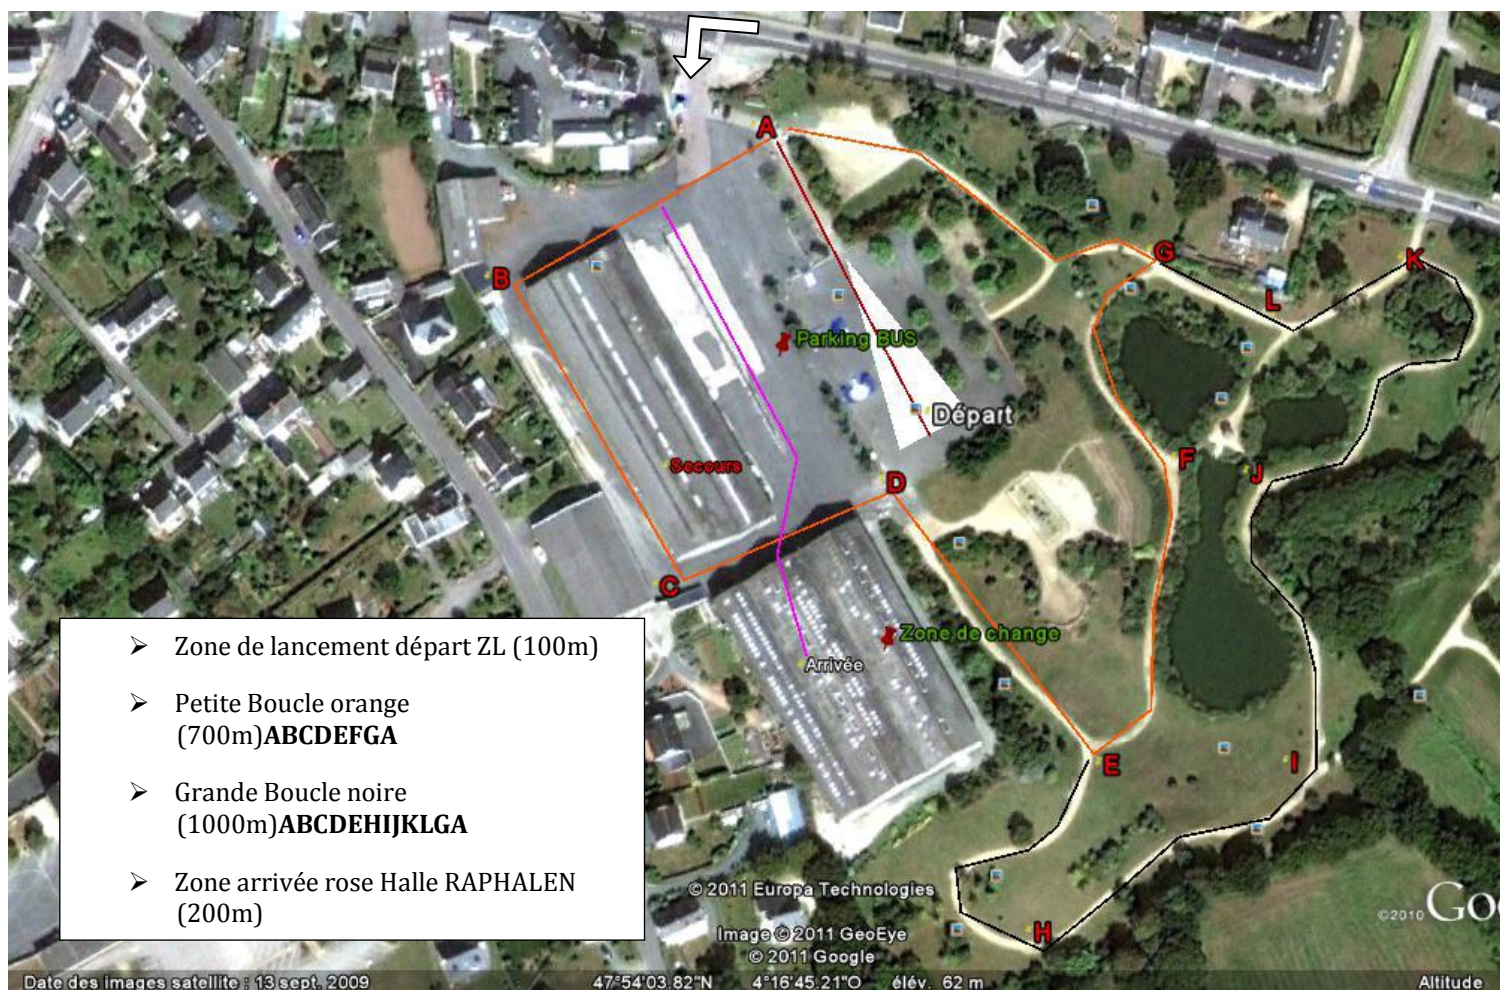 A
G
K
B
L
Parking BUS
Départ
Secours
F
D
J
C
Zone de change
Arrivée
E
I
H
➢ Zone de lancement départ ZL (100m)
➢ Petite Boucle orange
(700m)ABCDEFGA
➢ Grande Boucle noire
(1000m)ABCDEHIJKLGA
➢ Zone arrivée rose Halle RAPHALEN
(200m)
© 2011 Europa Technologies
Image © 2011 GeoEye
© 2011 Google
©2010 Goo
Date des images satellite : 13 sept. 2009 47°54'03.82"N 4°16'45.21"O élév. 62 m Altitude